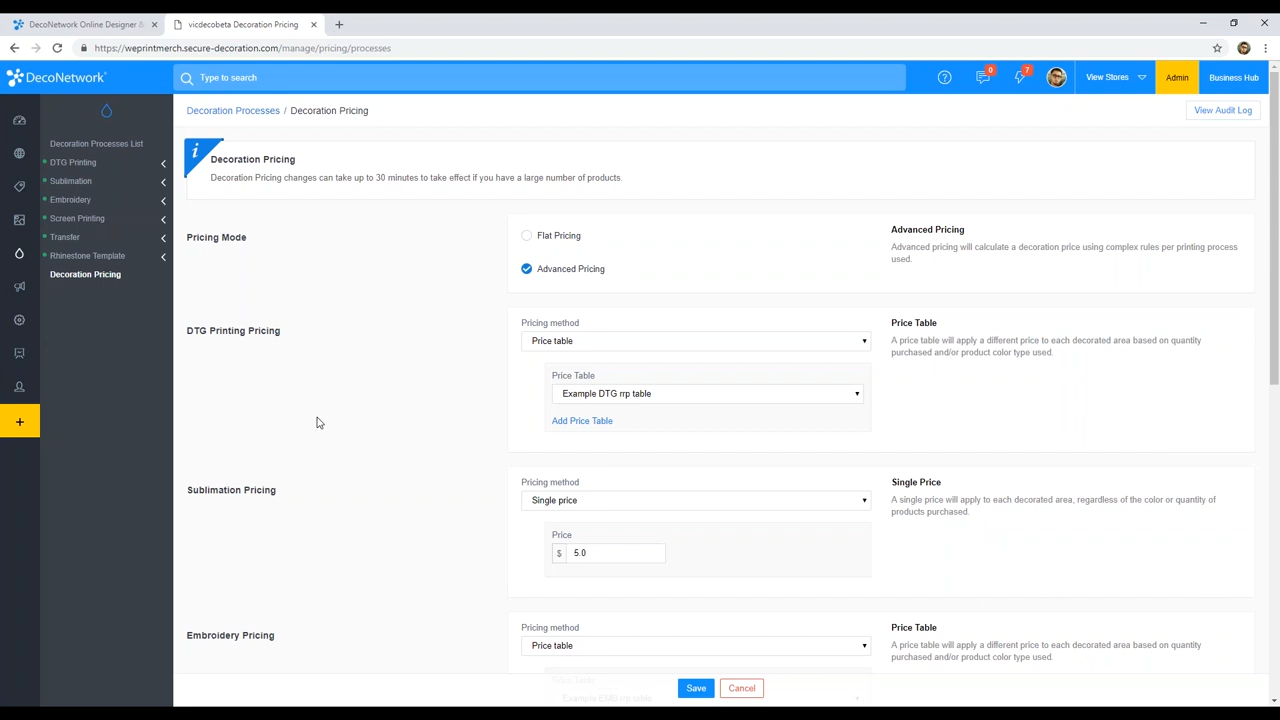 DecoNetwork Online Designer &
vicdecobeta Decoration Pricing
https://weprintmerch.secure-decoration.com/manage/pricing/processes
DecoNetwork
Type to search
0
7
View Stores
Admin
Business Hub
Decoration Processes / Decoration Pricing
View Audit Log
Decoration Processes List
DTG Printing
Sublimation
Embroidery
Screen Printing
Transfer
Rhinestone Template
Decoration Pricing
i
Decoration Pricing
Decoration Pricing changes can take up to 30 minutes to take effect if you have a large number of products.
Pricing Mode
Flat Pricing
Advanced Pricing
Advanced Pricing
Advanced pricing will calculate a decoration price using complex rules per printing process
used.
DTG Printing Pricing
Pricing method
Price table
Price Table
Example DTG rrp table
Add Price Table
Price Table
A price table will apply a different price to each decorated area based on quantity
purchased and/or product color type used.
Sublimation Pricing
Pricing method
Single price
Price
$ 5.0
Single Price
A single price will apply to each decorated area, regardless of the color or quantity of
products purchased.
Embroidery Pricing
Pricing method
Price table
Price Table
Example EMB rrp table
Price Table
A price table will apply a different price to each decorated area based on quantity
purchased and/or product color type used.
Save
Cancel